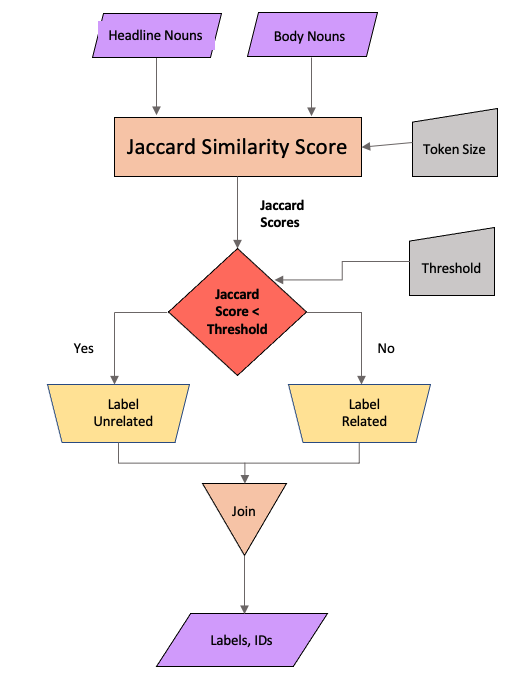 Headline Nouns
Body Nouns
Jaccard Similarity Score
Token Size
Jaccard
Scores
Threshold
Jaccard
Score <
Threshold
Yes
No
Label
Unrelated
Label
Related
Join
Labels, IDs